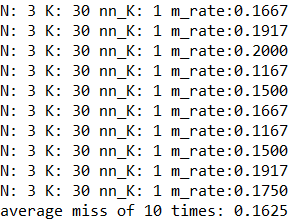 N: 3 K: 30 nn_K: 1 m_rate:0.1667
N: 3 K: 30 nn_K: 1 m_rate:0.1917
N: 3 K: 30 nn_K: 1 m_rate:0.2000
N: 3 K: 30 nn_K: 1 m_rate:0.1167
N: 3 K: 30 nn_K: 1 m_rate:0.1500
N: 3 K: 30 nn_K: 1 m_rate:0.1667
N: 3 K: 30 nn_K: 1 m_rate:0.1167
N: 3 K: 30 nn_K: 1 m_rate:0.1500
N: 3 K: 30 nn_K: 1 m_rate:0.1917
N: 3 K: 30 nn_K: 1 m_rate:0.1750
average miss of 10 times: 0.1625